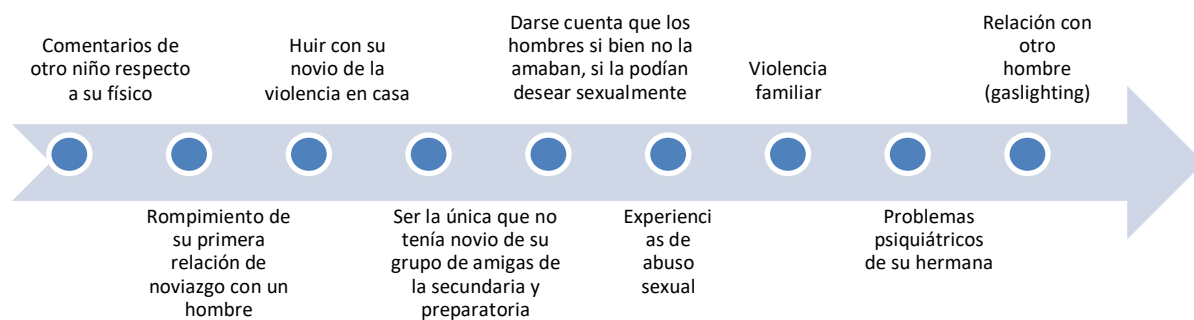 Comentarios de
otro niño respecto
a su físico
Rompimiento de
su primera
relación de
noviazgo con un
hombre
Huir con su
novio de la
violencia en casa
Ser la única que no
tenía novio de su
grupo de amigas de
la secundaria y
preparatoria
Darse cuenta que los
hombres si bien no la
amaban, si la podían
desear sexualmente
Experienci
as de
abuso
sexual
Violencia
familiar
Problemas
psiquiátricos
de su hermana
Relación con
otro
hombre
(gaslighting)